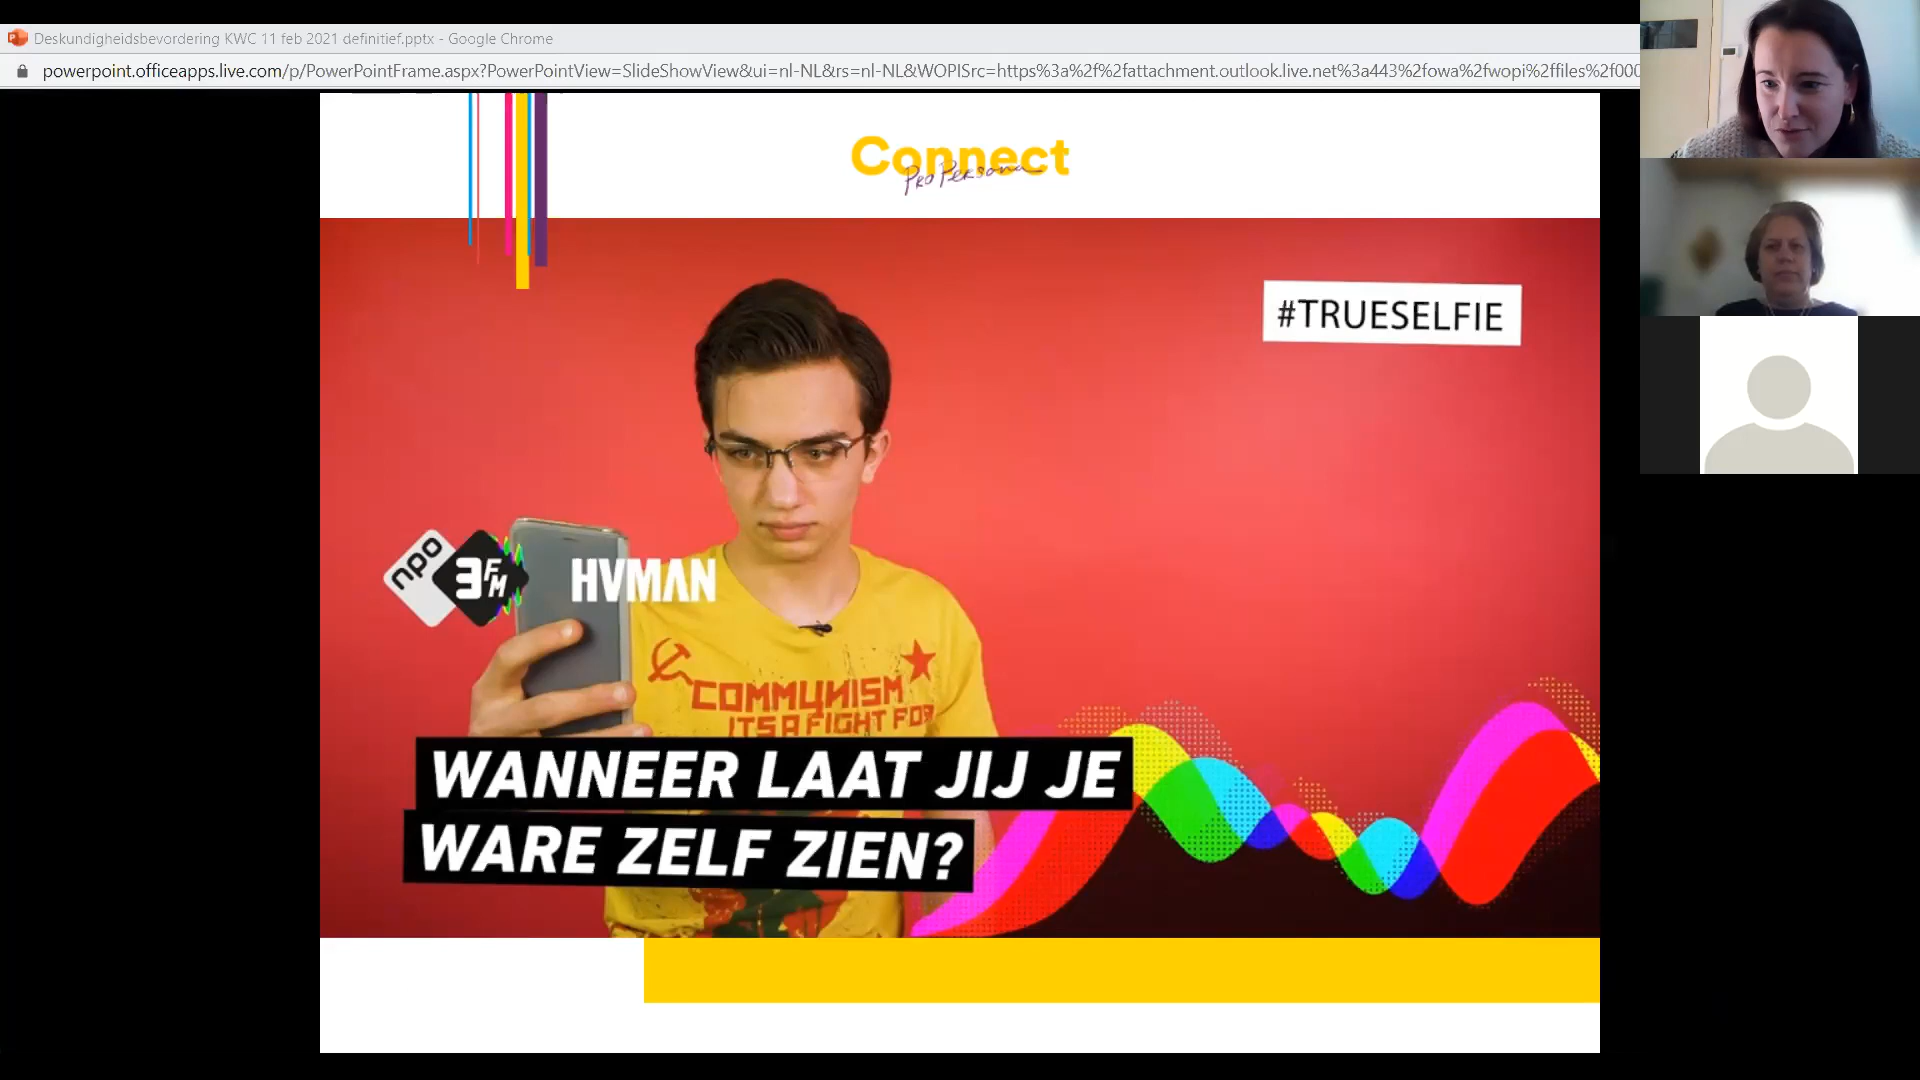 Deskundigheidsbevordering KWC 11 feb 2021 definitief.pptx - Google Chrome
powerpoint.officeapps.live.com/p/PowerPointFrame.aspx?PowerPointView=SlideShowView&ui=nl-NL&rs=nl-NL&WOPISrc=https%3a%2f%2fattachment.outlook.live.net%3a443%2fowa%2fwopi%2ffiles%2f000
Connect
Pro Persona
#TRUESELFIE
npo
3FM
HVMAN
COMMUNISM
ITS A FIGHT FOR
WANNEER LAAT JIJ JE
WARE ZELF ZIEN?